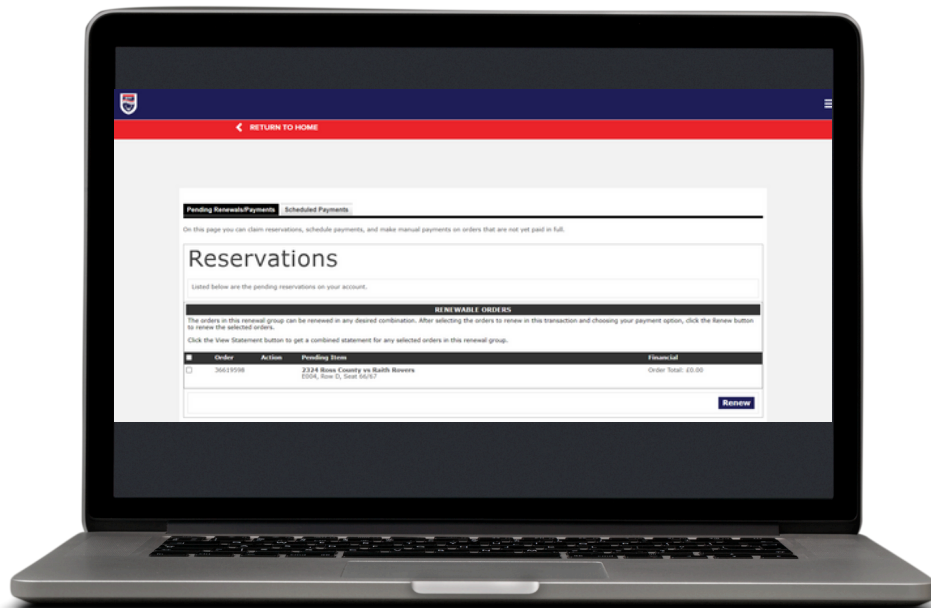 RETURN TO HOME
Pending Renewals/Payments Scheduled Payments
On this page you can claim reservations, schedule payments, and make manual payments on orders that are not yet paid in full.
Reservations
Listed below are the pending reservations on your account.
RENEWABLE ORDERS
The orders in this renewal group can be renewed in any desired combination. After selecting the orders to renew in this transaction and choosing your payment option, click the Renew button
to renew the selected orders.
Click the View Statement button to get a combined statement for any selected orders in this renewal group.
Order Action Pending Item Financial
36619598 2324 Ross County vs Raith Rovers Order Total: £0.00
E004, Row D, Seat 66/67
Renew